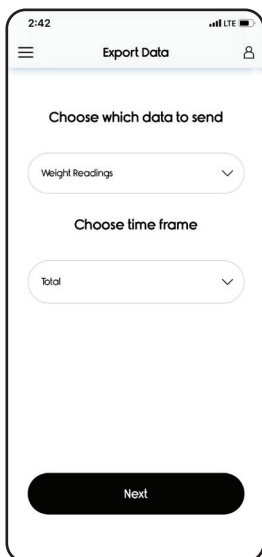 2:42 LTE
Export Data
Choose which data to send
Weight Readings
Choose time frame
Total
Next